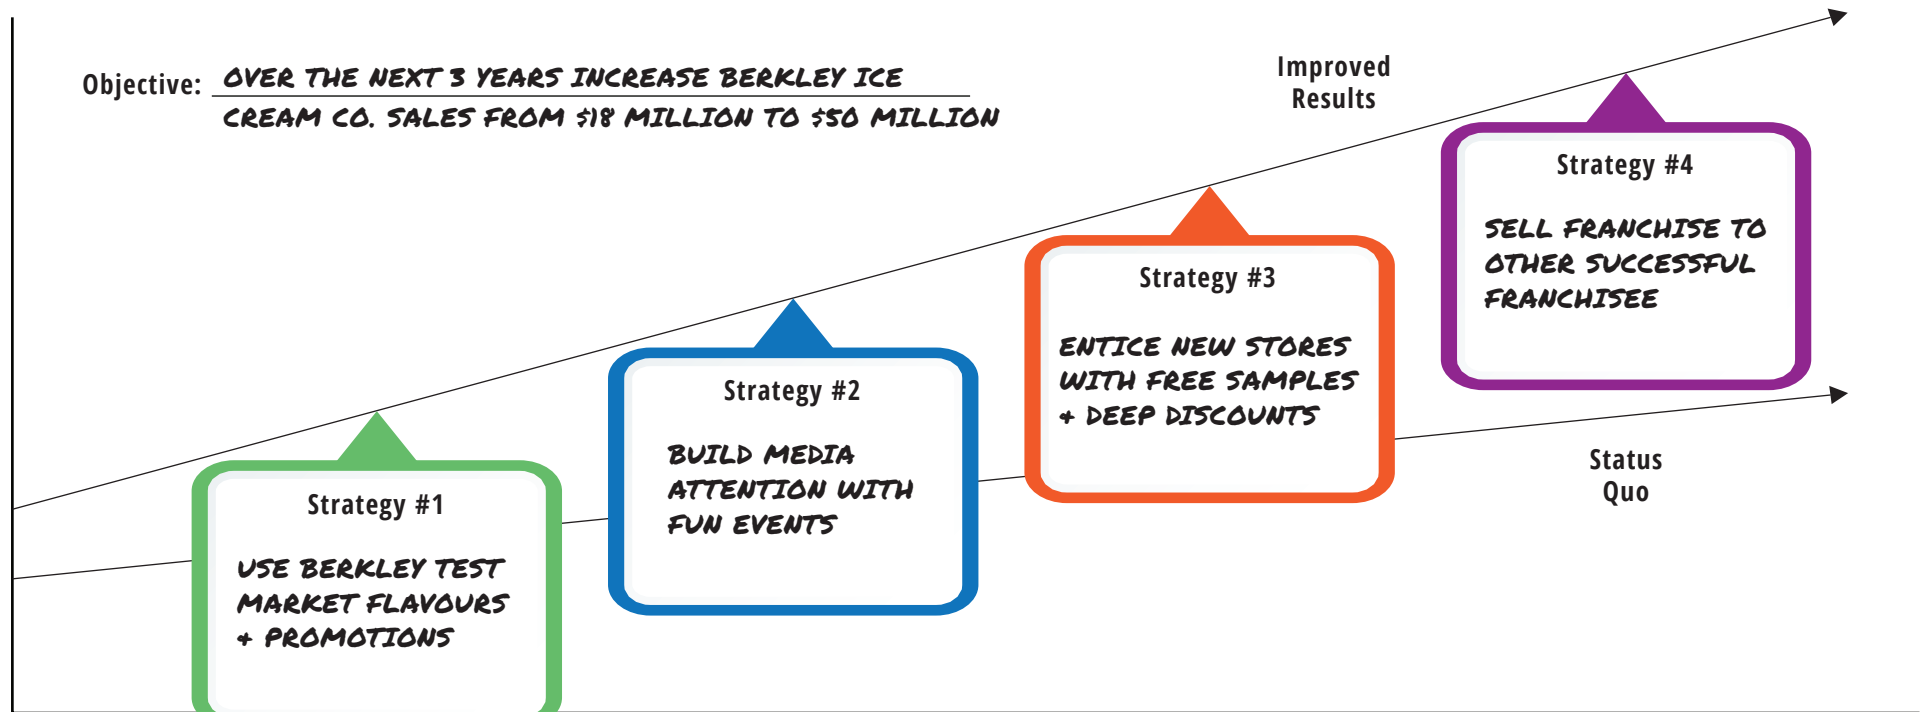 Objective: OVER THE NEXT 3 YEARS INCREASE BERKLEY ICE
CREAM CO. SALES FROM $18 MILLION TO $50 MILLION
Improved
Results
Strategy #4
SELL FRANCHISE TO
OTHER SUCCESSFUL
FRANCHISEE
Strategy #3
ENTICE NEW STORES
WITH FREE SAMPLES
& DEEP DISCOUNTS
Strategy #2
BUILD MEDIA
ATTENTION WITH
FUN EVENTS
Strategy #1
USE BERKLEY TEST
MARKET FLAVOURS
& PROMOTIONS
Status
Quo